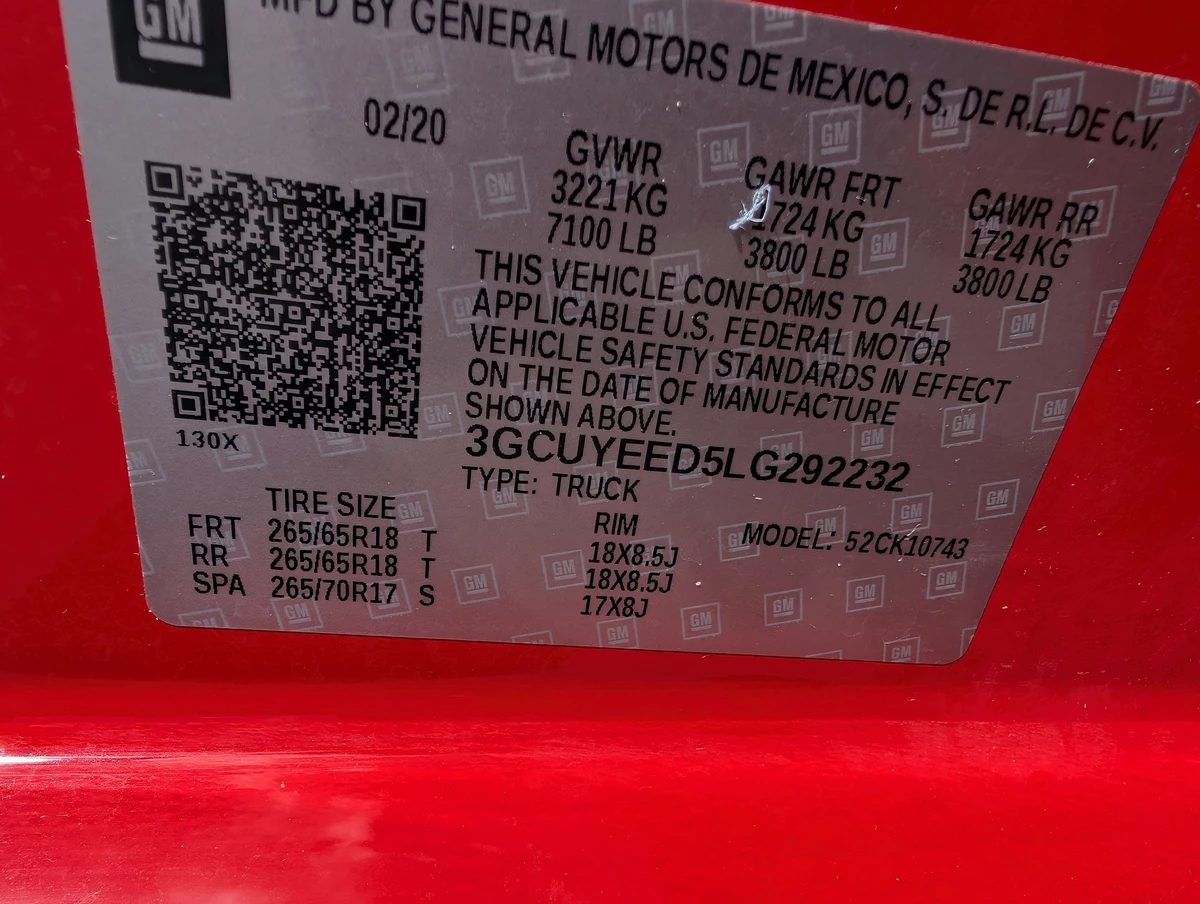 GM
MFD BY GENERAL MOTORS DE MEXICO, S. DE R.L. DE C.V.
02/20
GVWR GAWR FRT GAWR RR
3221 KG 1724 KG 1724 KG
7100 LB 3800 LB 3800 LB
THIS VEHICLE CONFORMS TO ALL
APPLICABLE U.S. FEDERAL MOTOR
VEHICLE SAFETY STANDARDS IN EFFECT
ON THE DATE OF MANUFACTURE
SHOWN ABOVE.
130X
3GCUYEED5LG292232
TYPE: TRUCK
TIRE SIZE RIM MODEL: 52CK10743
FRT 265/65R18 T 18X8.5J
RR 265/65R18 T 18X8.5J
SPA 265/70R17 S 17X8J